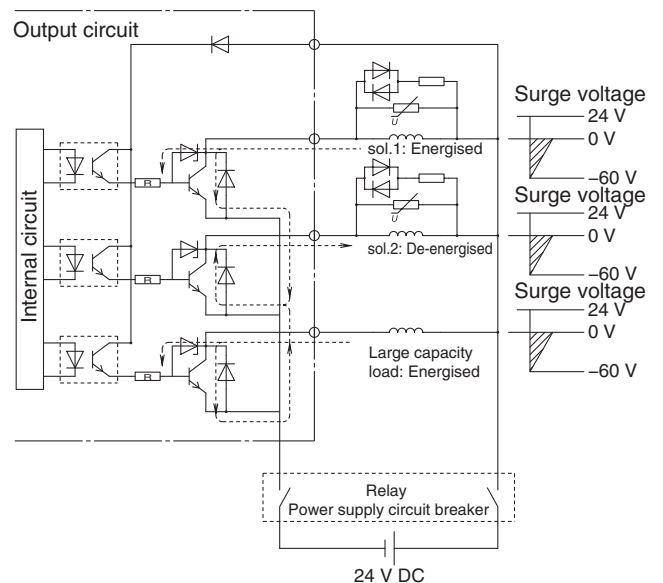 Output circuit
Internal circuit
R
R
R
U
sol.1: Energised
U
sol.2: De-energised
Large capacity
load: Energised
Surge voltage
24 V
0 V
–60 V
Surge voltage
24 V
0 V
–60 V
Surge voltage
24 V
0 V
–60 V
Relay
Power supply circuit breaker
24 V DC